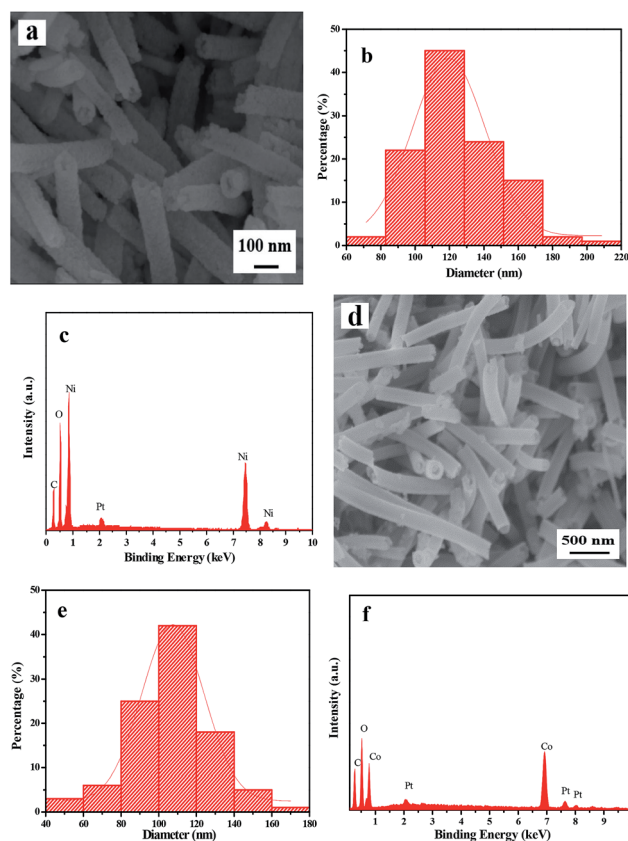 a
100 nm
b
Percentage (%)
50
40
30
20
10
0
60 80 100 120 140 160 180 200 220
Diameter (nm)
c
Intensity (a.u.)
C
O
Ni
Pt
Ni
Ni
0 1 2 3 4 5 6 7 8 9 10
Binding Energy (keV)
d
500 nm
e
Percentage (%)
50
40
30
20
10
0
40 60 80 100 120 140 160 180
Diameter (nm)
f
Intensity (a.u.)
C
O
Co
Pt
Co
Pt
Pt
1 2 3 4 5 6 7 8 9
Binding Energy (keV)